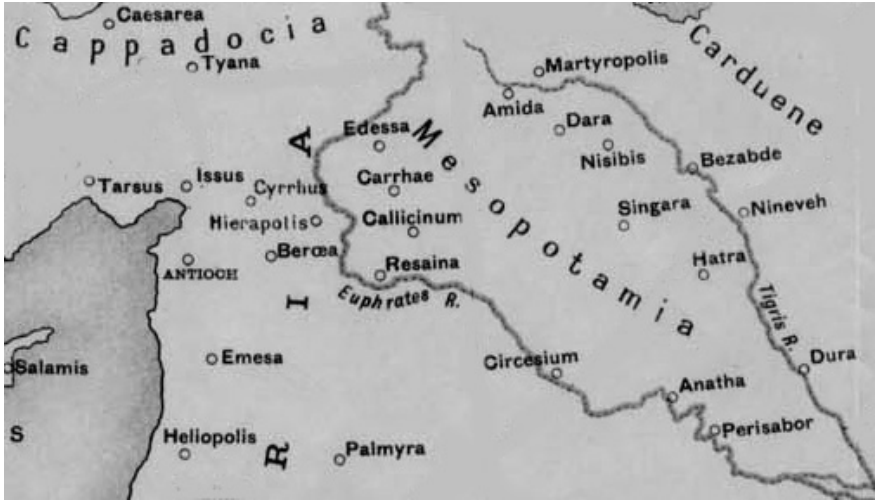 Caesarea
Cappadocia
Tyana
Carduene
Martyropolis
Amida
Dara
Nisibis
Bezabde
Edessa
Mesopotamia
Tarsus
Issus
Cyrrhus
Carrhae
Hierapolis
Callicinum
Singara
Nineveh
ANTIOCH
Berœa
Resaina
Hatra
Euphrates R.
Tigris R.
A
I
R
Salamis
Emesa
Circesium
Anatha
Dura
S
Heliopolis
Palmyra
Perisabor